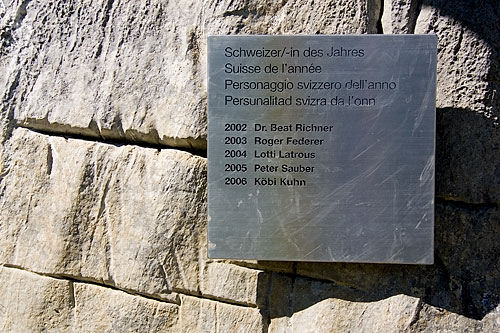 Schweizer/-in des Jahres
Suisse de l'année
Personaggio svizzero dell'anno
Persunalitad svizra da l'onn
2002 Dr. Beat Richner
2003 Roger Federer
2004 Lotti Latrous
2005 Peter Sauber
2006 Köbi Kuhn